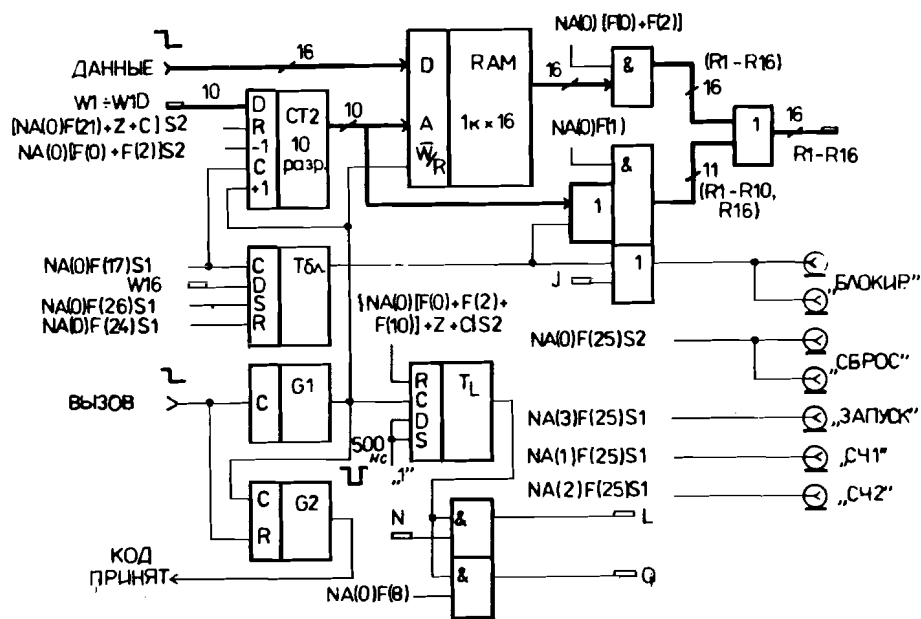 NA(0) [F(0)+F(2)]
ДАННЫЕ
16
D
RAM
1к × 16
A
W̅/R
16
&
(R1-R16)
16
W1 ÷ W1D
10
[NA(0)F(21)+Z+C] S2
NA(0)[F(0)+F(2)]S2
D
R
-1
C
+1
CT2
10
разр.
10
NA(0)F(1)
&
1
11
(R1-R10,
R16)
1
16
R1-R16
NA(0)F(17)S1
W16
NA(0)F(26)S1
NA(0)F(24)S1
C
D
S
R
Тбл
J
1
„БЛОКИР."
{NA(0)[F(0)+F(2)+
F(10)]+Z+C}S2
NA(0)F(25)S2
„СБРОС"
ВЫЗОВ
C
G1
R
C
D
S
TL
500
нс
„1"
NA(3)F(25)S1
„ЗАПУСК"
NA(1)F(25)S1
„СЧ1"
NA(2)F(25)S1
„СЧ2"
C
R
G2
N
&
L
КОД
ПРИНЯТ
&
Q
NA(0)F(8)